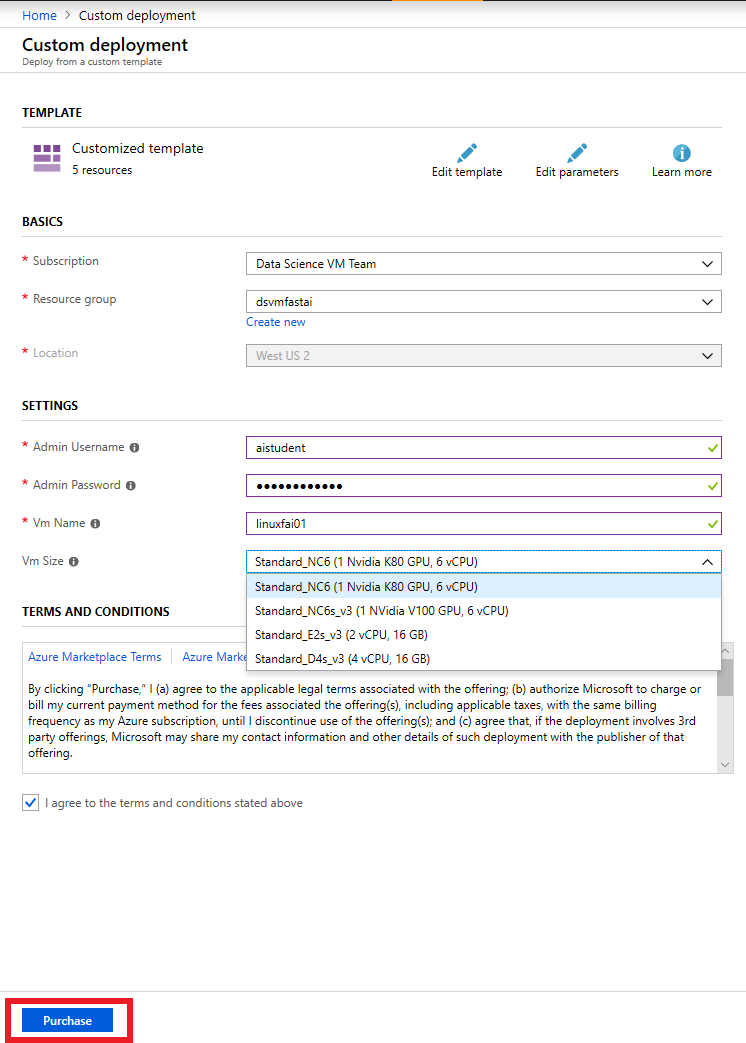 Home > Custom deployment
Custom deployment
Deploy from a custom template
TEMPLATE
Customized template
5 resources
Edit template
Edit parameters
Learn more
BASICS
* Subscription
Data Science VM Team
* Resource group
dsvmfastai
Create new
* Location
West US 2
SETTINGS
* Admin Username
aistudent
* Admin Password
••••••••••••
* Vm Name
linuxfai01
Vm Size
Standard_NC6 (1 Nvidia K80 GPU, 6 vCPU)
Standard_NC6 (1 Nvidia K80 GPU, 6 vCPU)
Standard_NC6s_v3 (1 NVidia V100 GPU, 6 vCPU)
Standard_E2s_v3 (2 vCPU, 16 GB)
Standard_D4s_v3 (4 vCPU, 16 GB)
TERMS AND CONDITIONS
Azure Marketplace Terms | Azure Marke
By clicking “Purchase,” I (a) agree to the applicable legal terms associated with the offering; (b) authorize Microsoft to charge or
bill my current payment method for the fees associated the offering(s), including applicable taxes, with the same billing
frequency as my Azure subscription, until I discontinue use of the offering(s); and (c) agree that, if the deployment involves 3rd
party offerings, Microsoft may share my contact information and other details of such deployment with the publisher of that
offering.
I agree to the terms and conditions stated above
Purchase